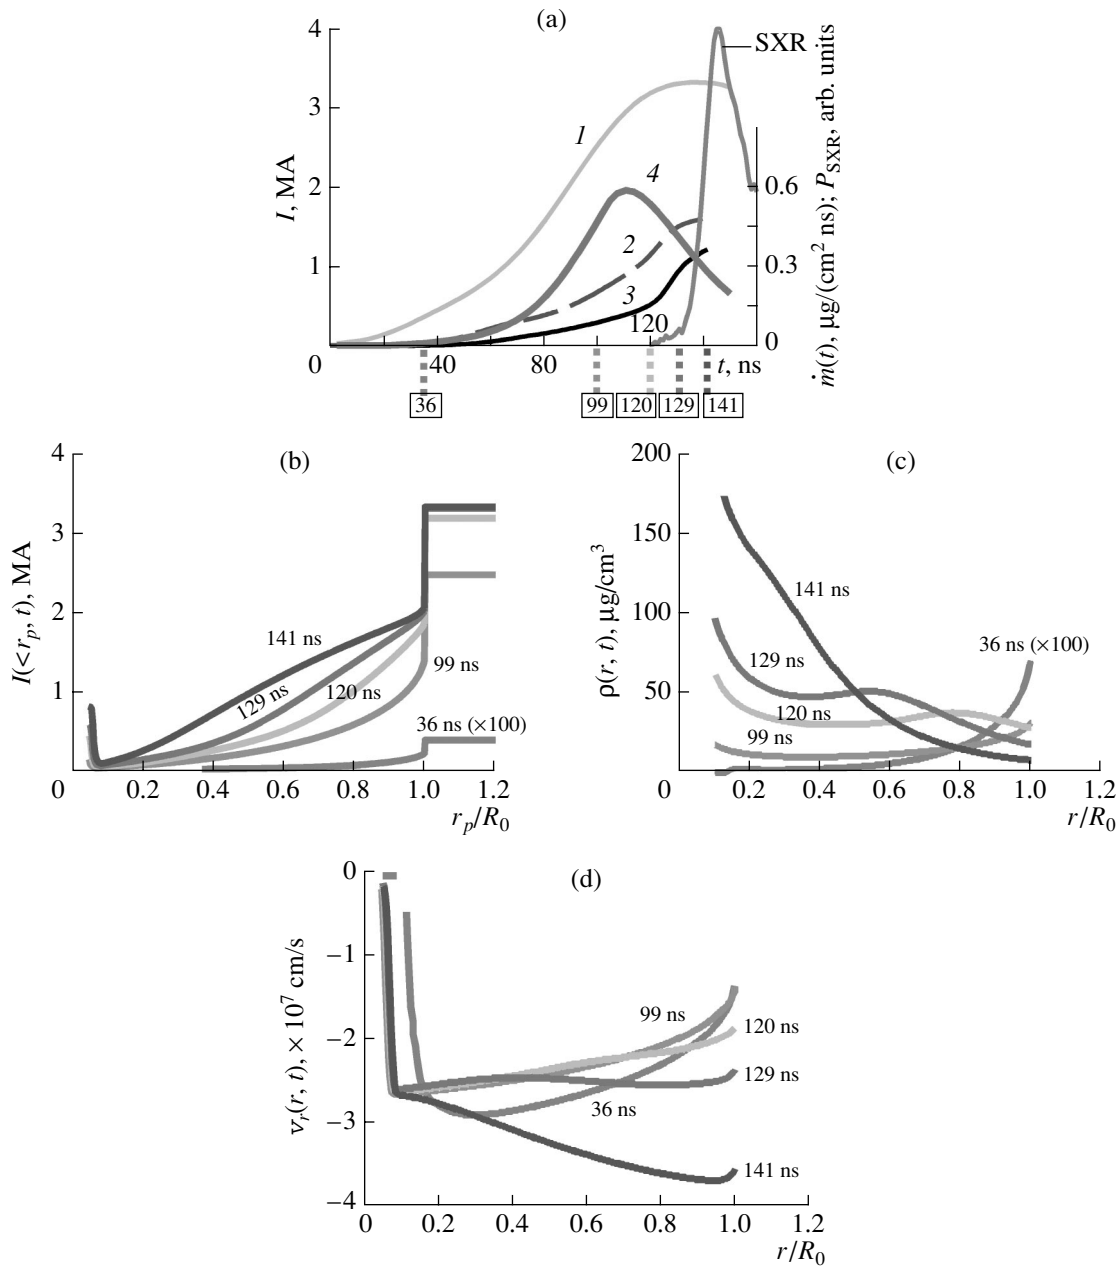 (a)
4
3
2
1
0
I, MA
SXR
1
4
2
3
120
0.6
0.3
0
ṁ(t), μg/(cm² ns); P_SXR, arb. units
40
80
t, ns
36
99
120
129
141
(b)
4
3
2
1
0
I(<r_p, t), MA
141 ns
129 ns
120 ns
99 ns
36 ns (×100)
0.2
0.4
0.6
0.8
1.0
1.2
r_p/R_0
(c)
200
150
100
50
0
ρ(r, t), μg/cm³
141 ns
129 ns
120 ns
99 ns
36 ns (×100)
0.2
0.4
0.6
0.8
1.0
1.2
r/R_0
(d)
0
−1
−2
−3
−4
v_r(r, t), ×10⁷ cm/s
99 ns
120 ns
129 ns
36 ns
141 ns
0
0.2
0.4
0.6
0.8
1.0
1.2
r/R_0